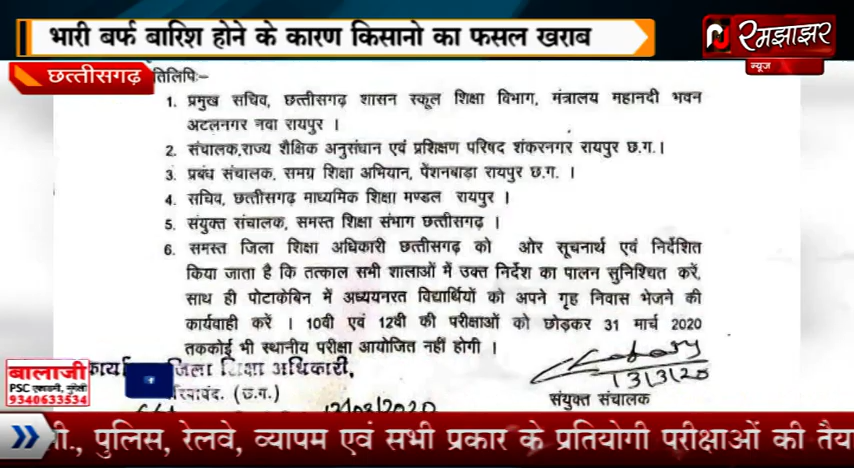 भारी बर्फ बारिश होने के कारण किसानो का फसल खराब
रमझाझर
न्यूज
छत्तीसगढ़
तिलिपिः–
1. प्रमुख सचिव, छत्तीसगढ़ शासन स्कूल शिक्षा विभाग, मंत्रालय महानदी भवन
अटलनगर नवा रायपुर ।
2. संचालक,राज्य शैक्षिक अनुसंधान एवं प्रशिक्षण परिषद शंकरनगर रायपुर छ.ग.।
3. प्रबंध संचालक, समग्र शिक्षा अभियान, पेंशनबाड़ा रायपुर छ.ग. ।
4. सचिव, छत्तीसगढ़ माध्यमिक शिक्षा मण्डल रायपुर ।
5. संयुक्त संचालक, समस्त शिक्षा संभाग छत्तीसगढ़ ।
6. समस्त जिला शिक्षा अधिकारी छत्तीसगढ़ को ओर सूचनार्थ एवं निर्देशित
किया जाता है कि तत्काल सभी शालाओं में उक्त निर्देश का पालन सुनिश्चित करें,
साथ ही पोटाकेबिन में अध्ययनरत विद्यार्थियों को अपने गृह निवास भेजने की
कार्यवाही करें । 10वी एवं 12वी की परीक्षाओं को छोड़कर 31 मार्च 2020
तककोई भी स्थानीय परीक्षा आयोजित नहीं होगी ।
जिला शिक्षा अधिकारी,
(छ.ग.)
13/3/20
संयुक्त संचालक
बालाजी
PSC एकादमी, मुंगेली
9340633534
ी., पुलिस, रेलवे, व्यापम एवं सभी प्रकार के प्रतियोगी परीक्षाओं की तैया